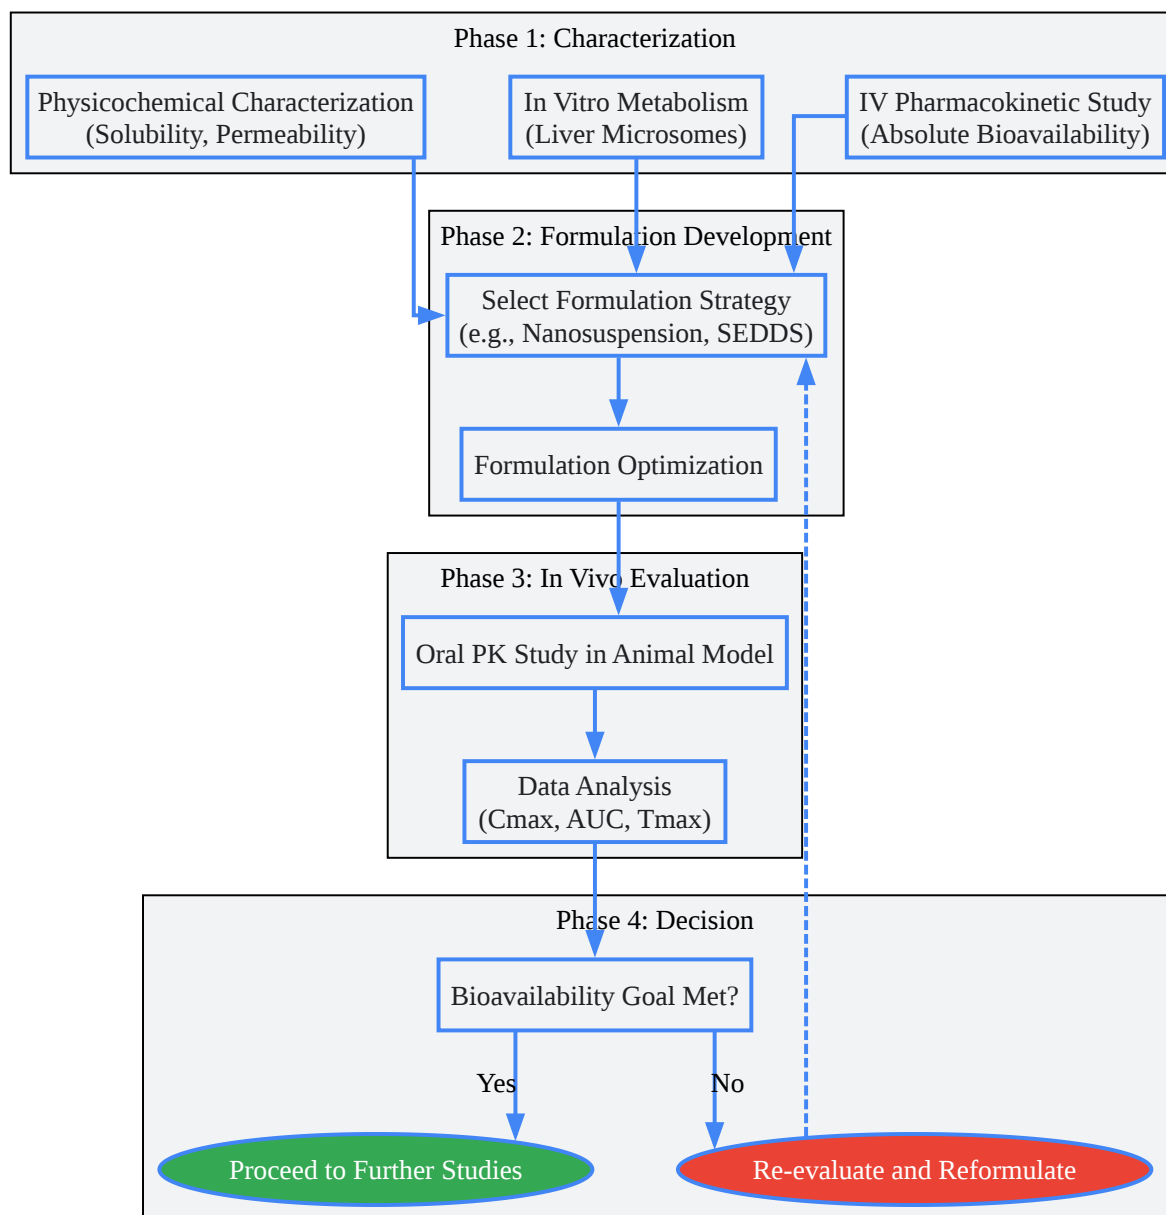 Phase 1: Characterization
Physicochemical Characterization
(Solubility, Permeability)
In Vitro Metabolism
(Liver Microsomes)
IV Pharmacokinetic Study
(Absolute Bioavailability)
Phase 2: Formulation Development
Select Formulation Strategy
(e.g., Nanosuspension, SEDDS)
Formulation Optimization
Phase 3: In Vivo Evaluation
Oral PK Study in Animal Model
Data Analysis
(Cmax, AUC, Tmax)
Phase 4: Decision
Bioavailability Goal Met?
Yes
No
Proceed to Further Studies
Re-evaluate and Reformulate